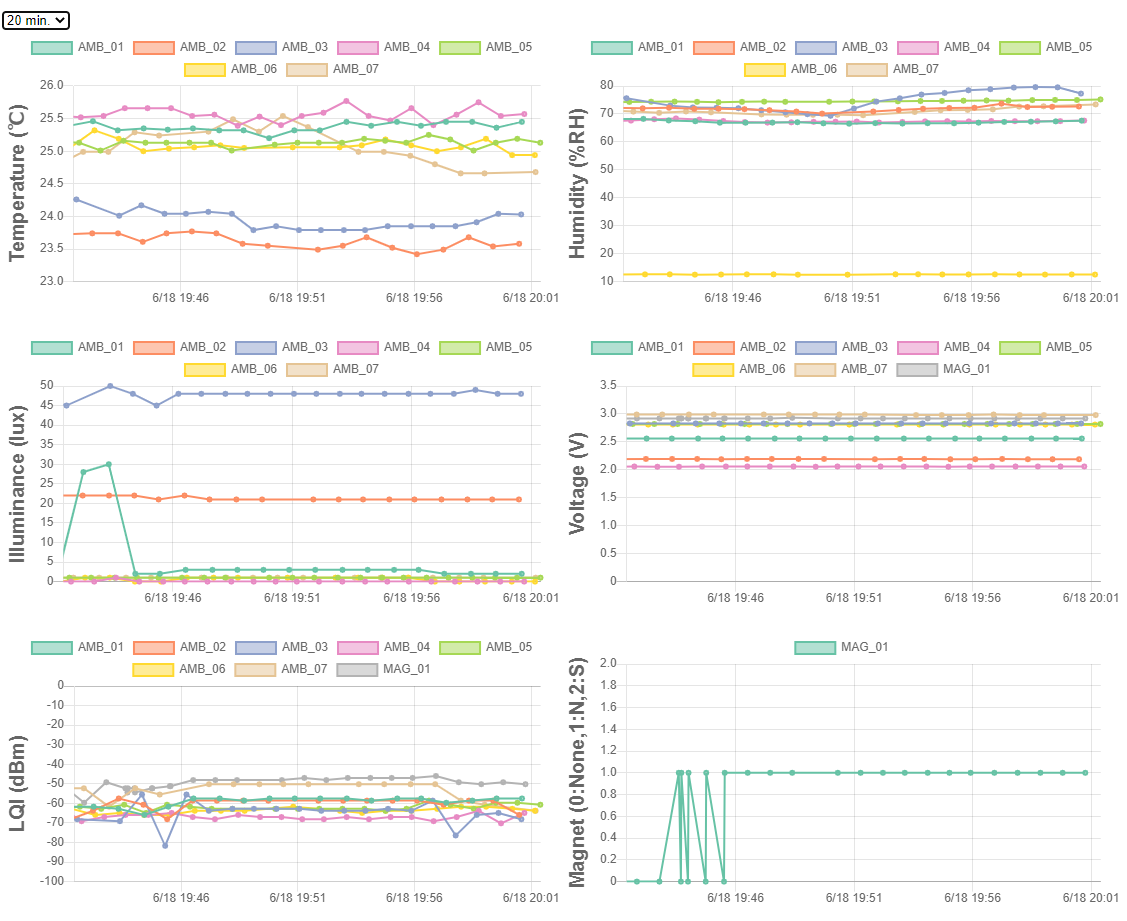 20 min.
AMB_01 AMB_02 AMB_03 AMB_04 AMB_05
AMB_06 AMB_07
Temperature (℃)
26.0
25.5
25.0
24.5
24.0
23.5
23.0
6/18 19:46 6/18 19:51 6/18 19:56 6/18 20:01
AMB_01 AMB_02 AMB_03 AMB_04 AMB_05
AMB_06 AMB_07
Humidity (%RH)
80
70
60
50
40
30
20
10
6/18 19:46 6/18 19:51 6/18 19:56 6/18 20:01
AMB_01 AMB_02 AMB_03 AMB_04 AMB_05
AMB_06 AMB_07
Illuminance (lux)
50
45
40
35
30
25
20
15
10
5
0
6/18 19:46 6/18 19:51 6/18 19:56 6/18 20:01
AMB_01 AMB_02 AMB_03 AMB_04 AMB_05
AMB_06 AMB_07 MAG_01
Voltage (V)
3.5
3.0
2.5
2.0
1.5
1.0
0.5
0
6/18 19:46 6/18 19:51 6/18 19:56 6/18 20:01
AMB_01 AMB_02 AMB_03 AMB_04 AMB_05
AMB_06 AMB_07 MAG_01
LQI (dBm)
0
-10
-20
-30
-40
-50
-60
-70
-80
-90
-100
6/18 19:46 6/18 19:51 6/18 19:56 6/18 20:01
MAG_01
Magnet (0:None,1:N,2:S)
2.0
1.8
1.6
1.4
1.2
1.0
0.8
0.6
0.4
0.2
0
6/18 19:46 6/18 19:51 6/18 19:56 6/18 20:01